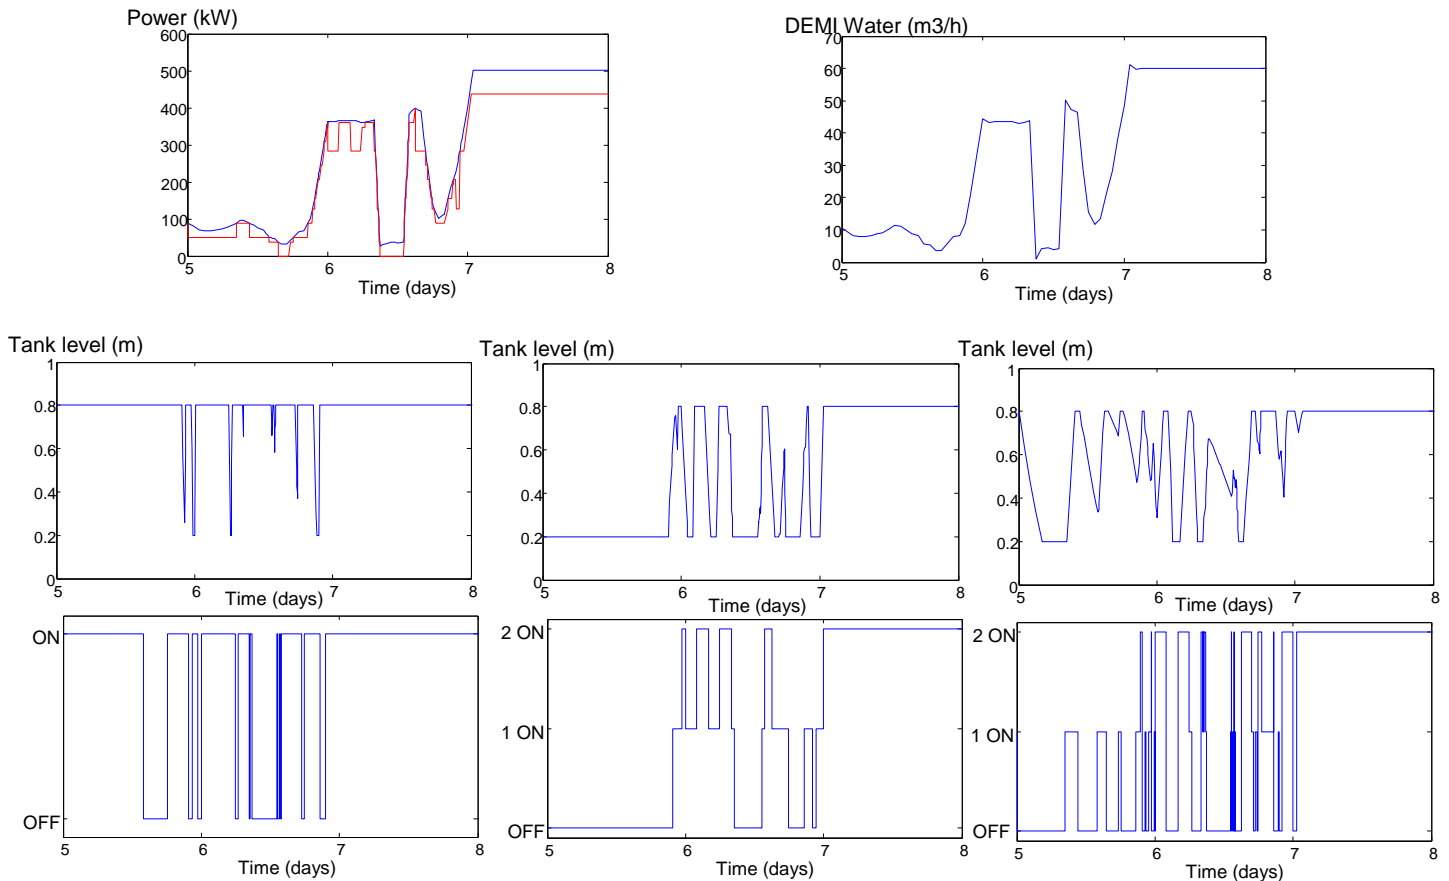 Power (kW)
600
500
400
300
200
100
0
5 6 7 8
Time (days)
DEMI Water (m3/h)
70
60
50
40
30
20
10
0
5 6 7 8
Time (days)
Tank level (m)
1
0.8
0.6
0.4
0.2
0
5 6 7 8
Time (days)
Tank level (m)
1
0.8
0.6
0.4
0.2
0
5 6 7 8
Time (days)
Tank level (m)
1
0.8
0.6
0.4
0.2
0
5 6 7 8
Time (days)
ON
OFF
5 6 7 8
Time (days)
2 ON
1 ON
OFF
5 6 7 8
Time (days)
2 ON
1 ON
OFF
5 6 7 8
Time (days)